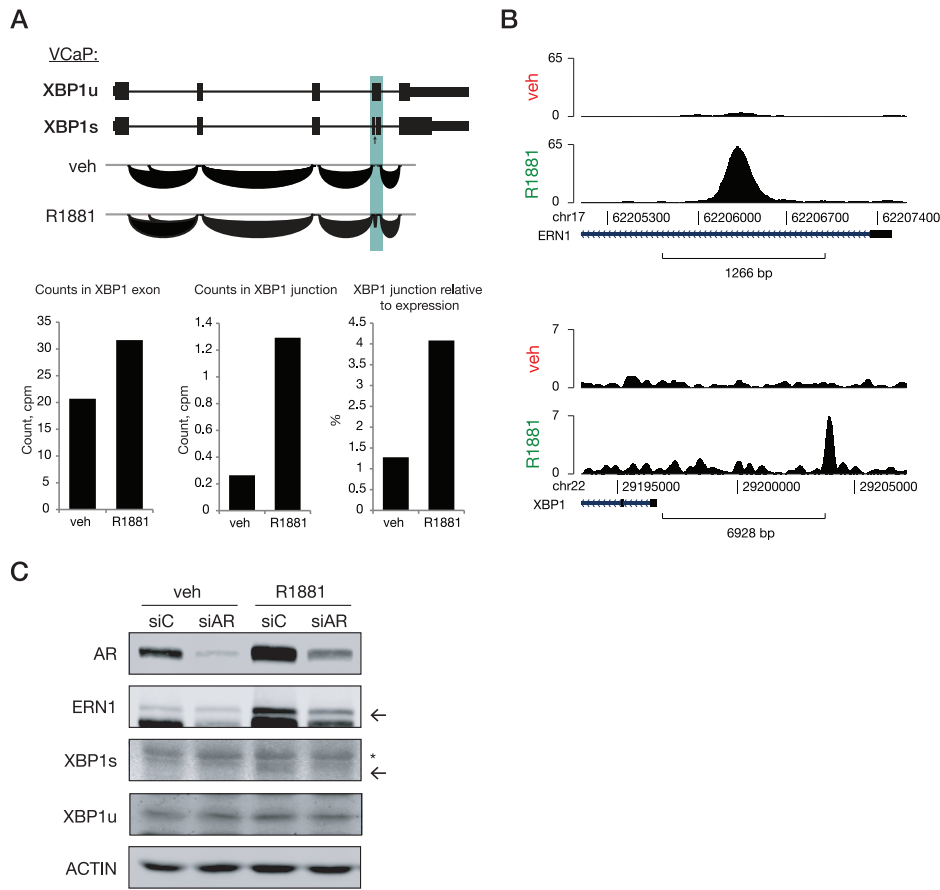 A
VCaP:
XBP1u
XBP1s
veh
R1881
Counts in XBP1 exon
Count, cpm
35
30
25
20
15
10
5
0
veh R1881
Counts in XBP1 junction
Count, cpm
1.4
1.2
1
0.8
0.6
0.4
0.2
0
veh R1881
XBP1 junction relative
to expression
%
4.5
4
3.5
3
2.5
2
1.5
1
0.5
0
veh R1881
B
veh
65
0
R1881
65
0
chr17 62205300 62206000 62206700 62207400
ERN1
1266 bp
veh
7
0
R1881
7
0
chr22 29195000 29200000 29205000
XBP1
6928 bp
C
veh R1881
siC siAR siC siAR
AR
ERN1
XBP1s
*
XBP1u
ACTIN